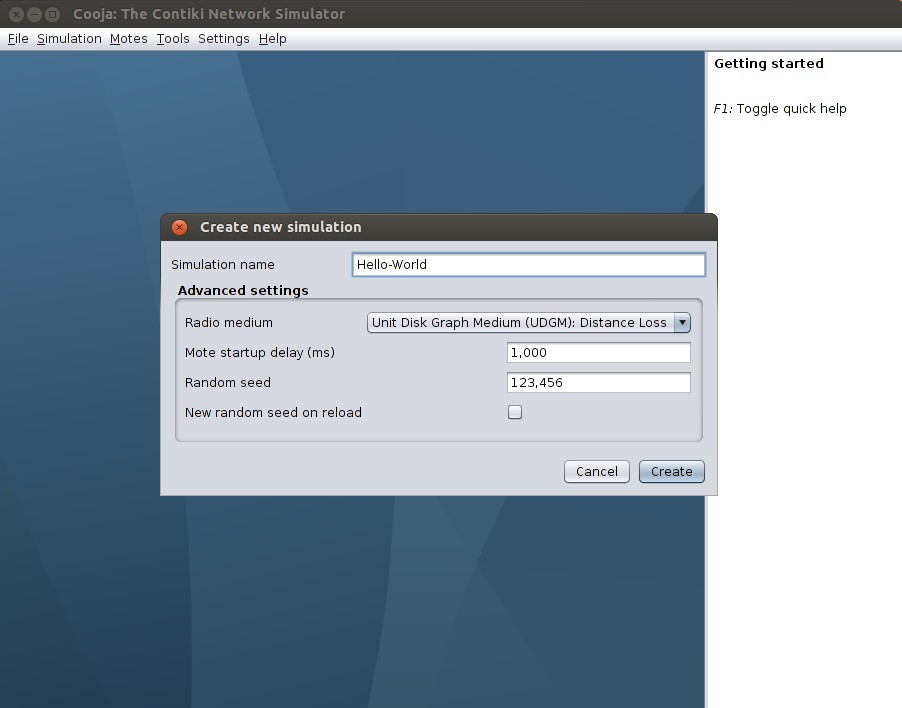 Cooja: The Contiki Network Simulator
File Simulation Motes Tools Settings Help
Getting started
F1: Toggle quick help
Create new simulation
Simulation name Hello-World
Advanced settings
Radio medium Unit Disk Graph Medium (UDGM): Distance Loss
Mote startup delay (ms) 1,000
Random seed 123,456
New random seed on reload
Cancel Create